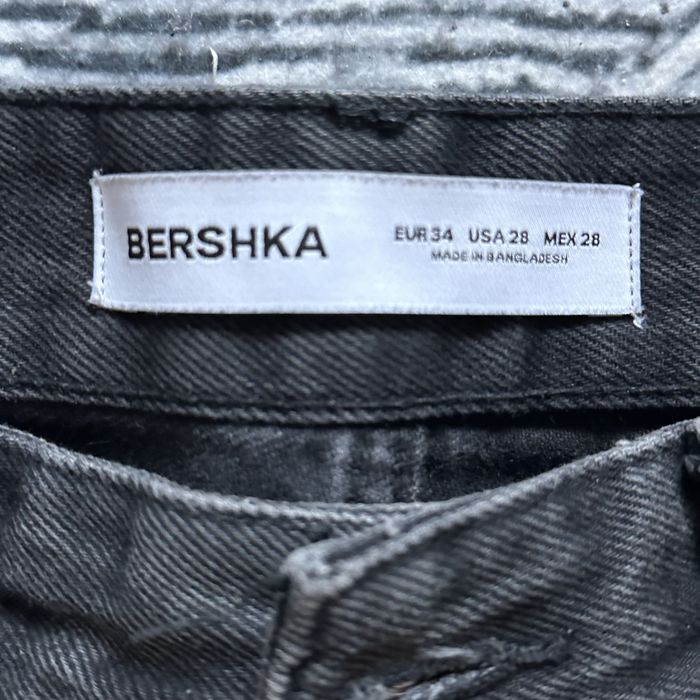 BERSHKA
EUR 34 USA 28 MEX 28
MADE IN BANGLADESH